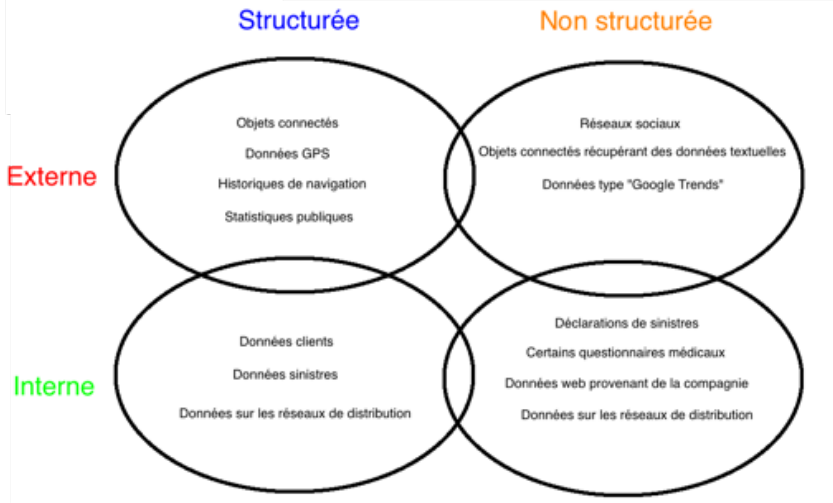 Structurée
Non structurée
Externe
Objets connectés
Données GPS
Historiques de navigation
Statistiques publiques
Réseaux sociaux
Objets connectés récupérant des données textuelles
Données type "Google Trends"
Interne
Données clients
Données sinistres
Données sur les réseaux de distribution
Déclarations de sinistres
Certains questionnaires médicaux
Données web provenant de la compagnie
Données sur les réseaux de distribution